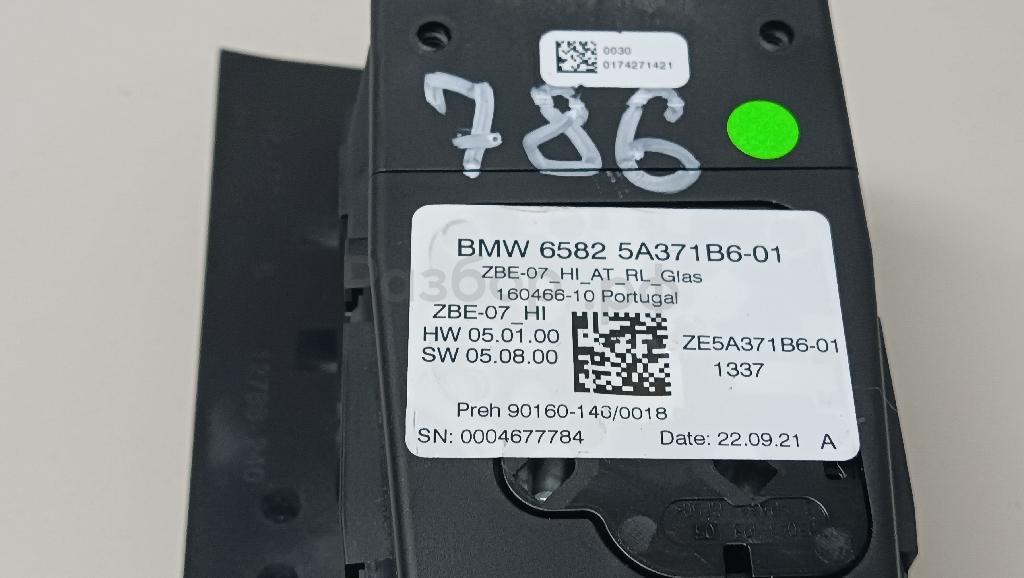 0030
0174271421
786
BMW 6582 5A371B6-01
ZBE-07_HI_AT_RL_Glas
160466-10 Portugal
ZBE-07_HI
HW 05.01.00
SW 05.08.00
ZE5A371B6-01
1337
Preh 90160-143/0018
SN: 0004677784
Date: 22.09.21 A